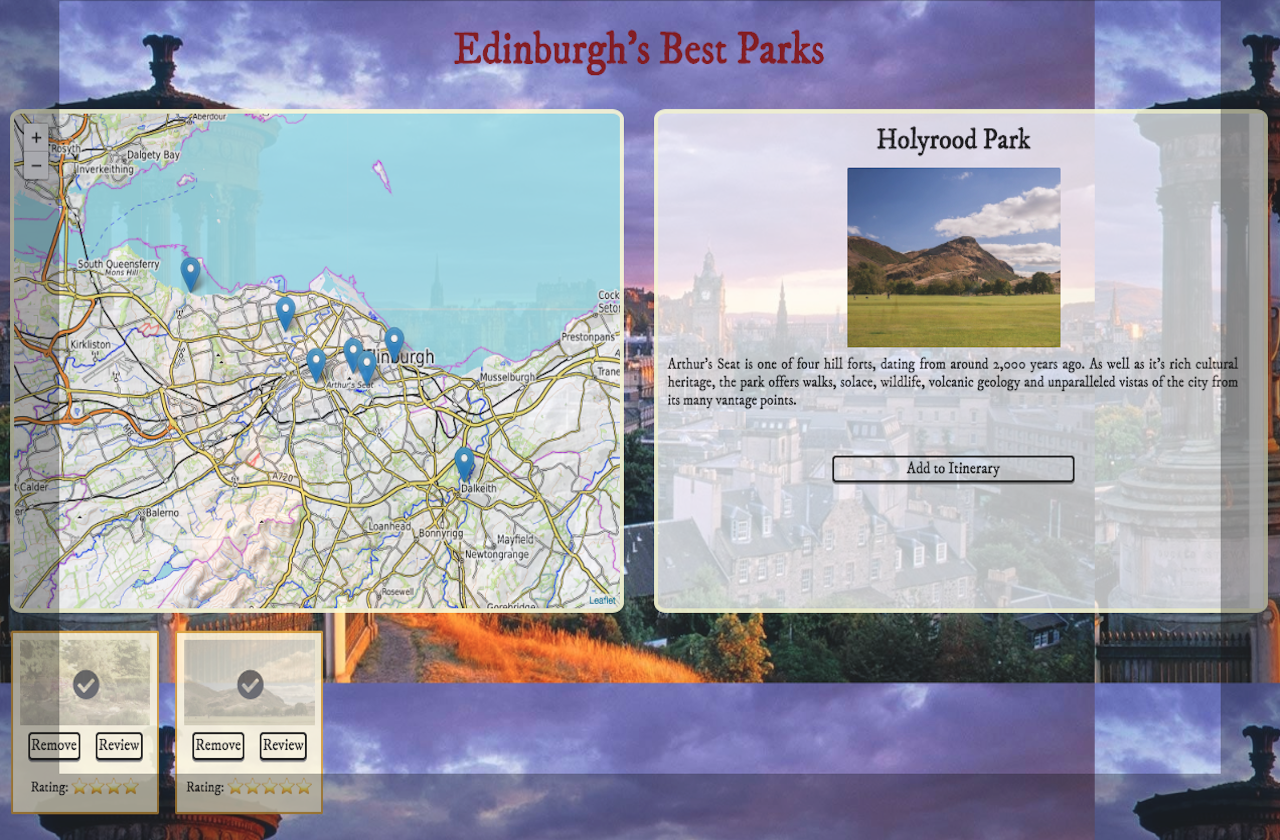 Edinburgh's Best Parks
+
−
Aberdour
Rosyth
Dalgety Bay
Inverkeithing
South Queensferry
Mons Hill
Kirkliston
Arthur's Seat
Musselburgh
Prestonpans
A720
Dalkeith
t Calder
Balerno
Loanhead
Bonnyrigg
Mayfield
Newtongrange
Rosewell
Gorebridge
Leaflet
Holyrood Park
Arthur's Seat is one of four hill forts, dating from around 2,000 years ago. As well as it's rich cultural
heritage, the park offers walks, solace, wildlife, volcanic geology and unparalleled vistas of the city from
its many vantage points.
Add to Itinerary
Remove Review
Rating:
Remove Review
Rating: